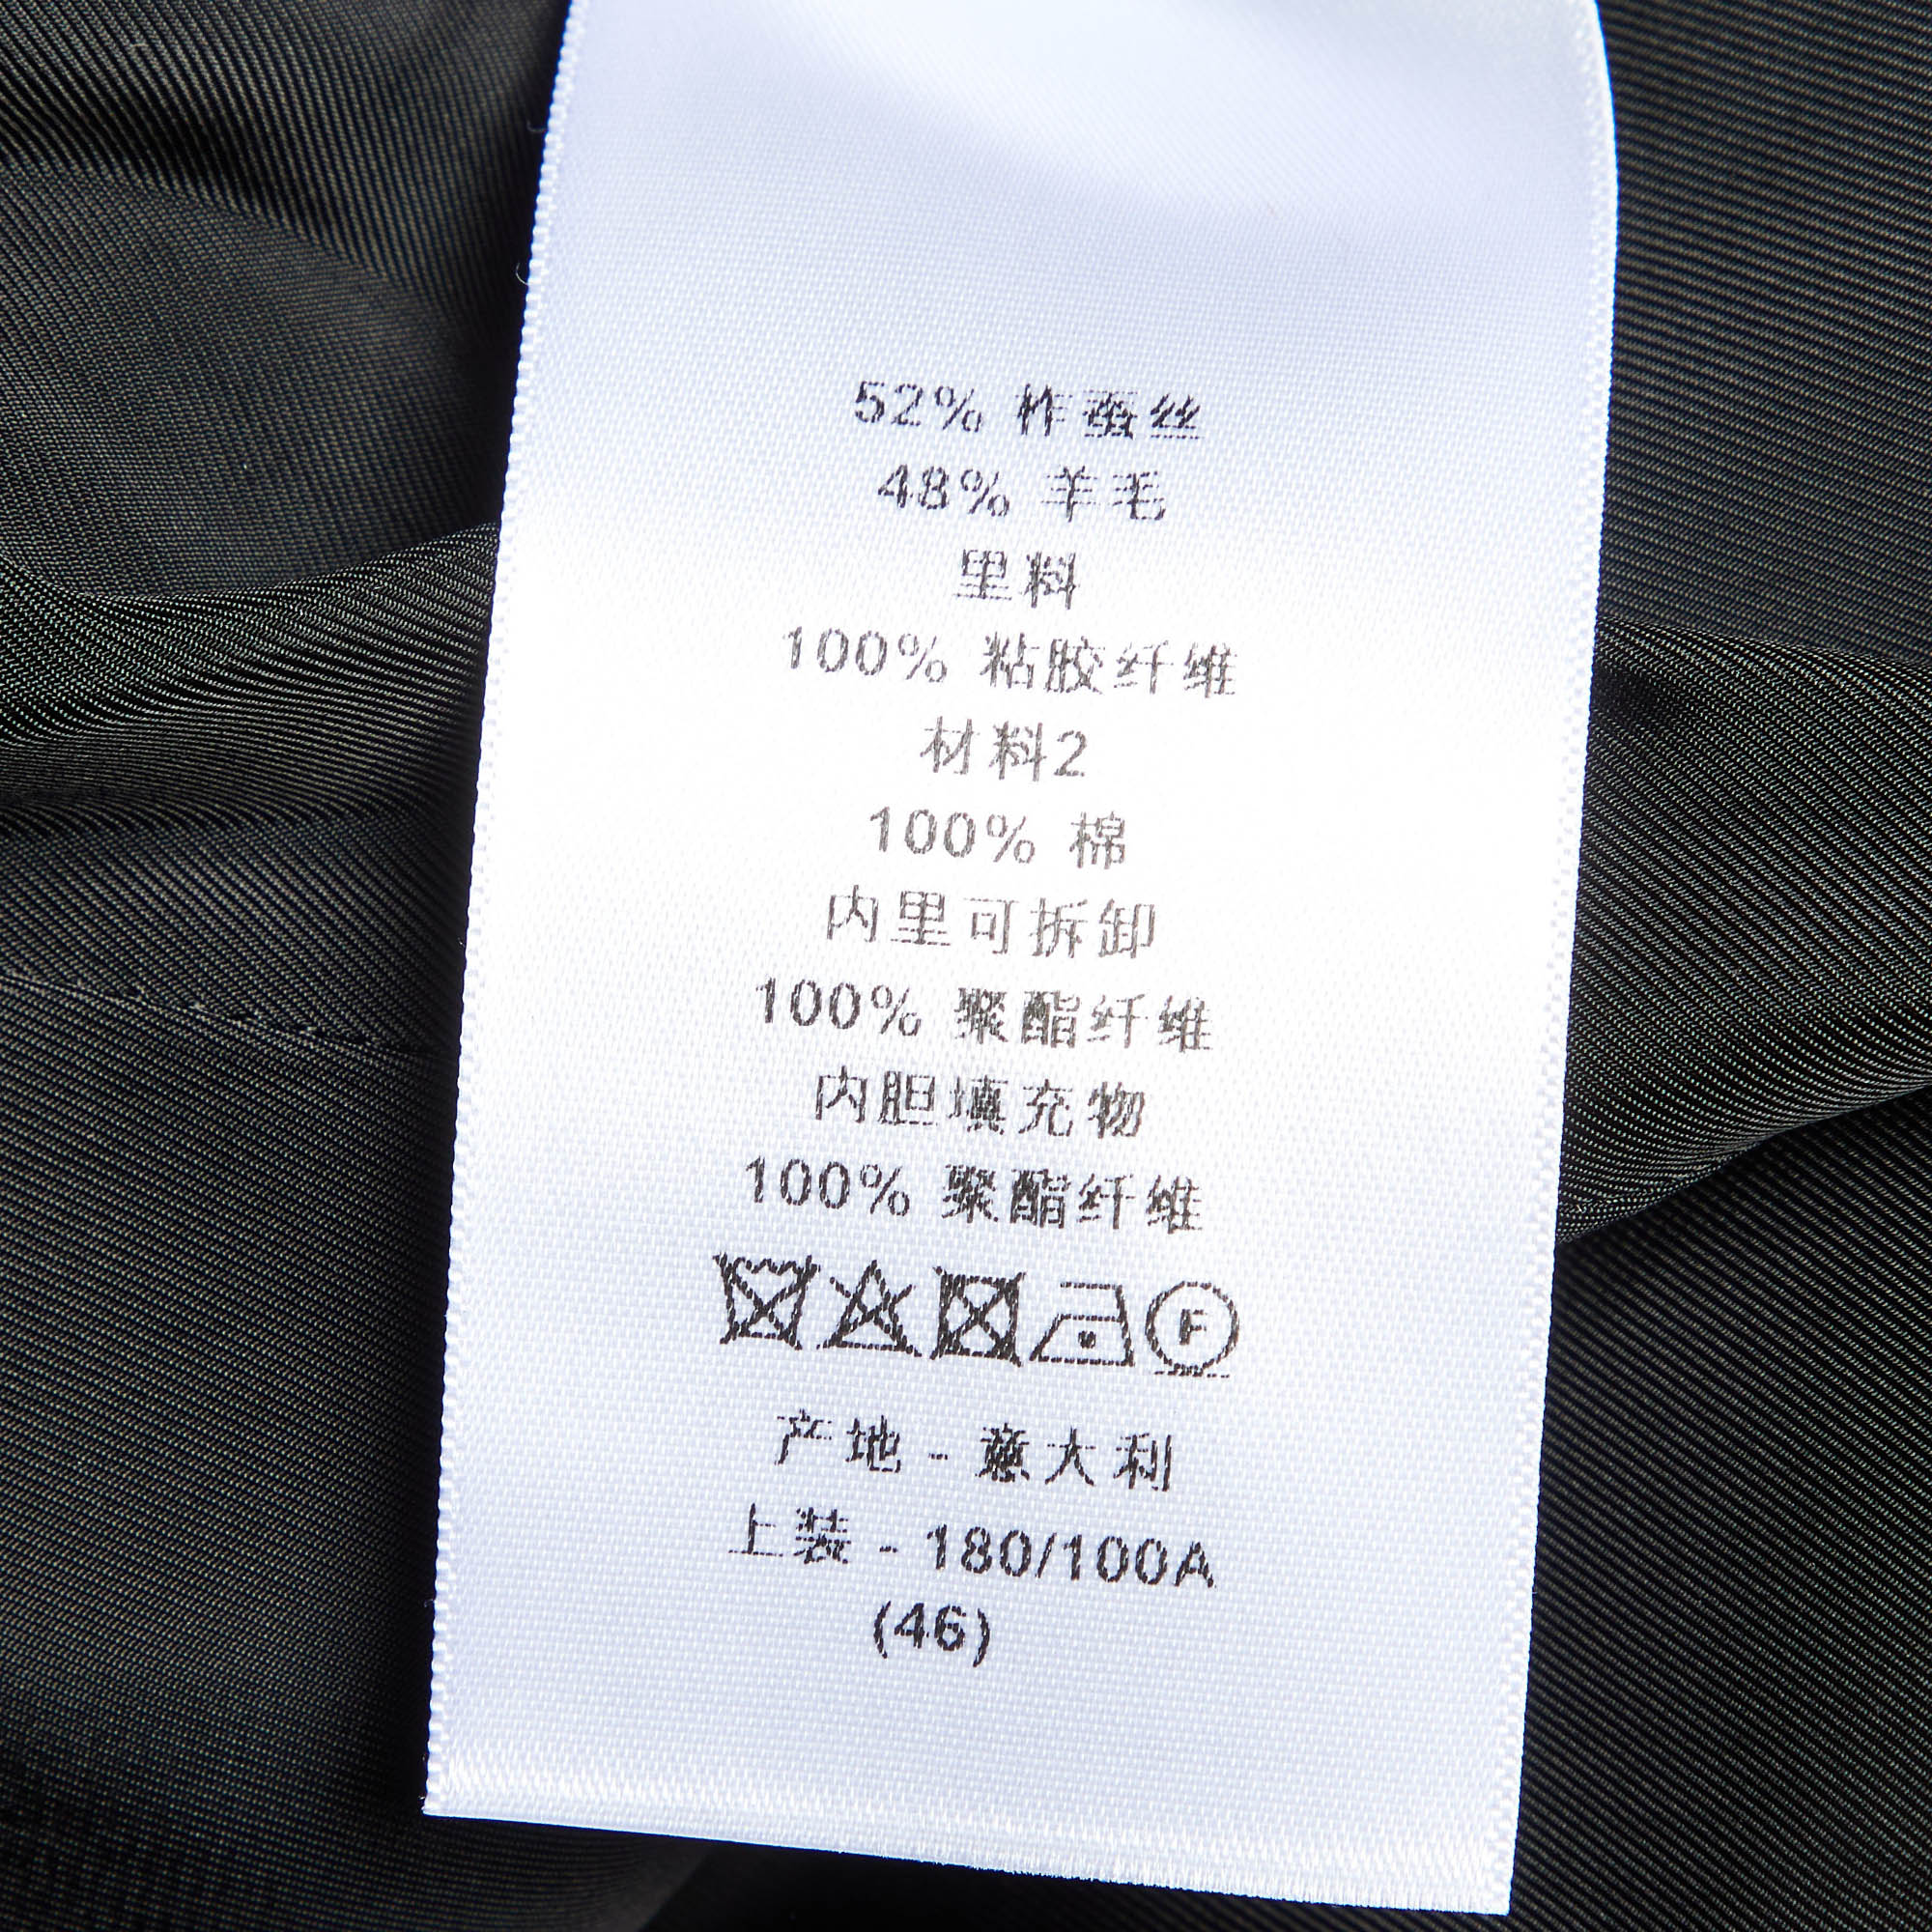 52% 柞蚕丝
48% 羊毛
里料
100% 粘胶纤维
材料2
100% 棉
内里可拆卸
100% 聚酯纤维
内胆填充物
100% 聚酯纤维
F
产地 - 意大利
上装 - 180/100A
(46)